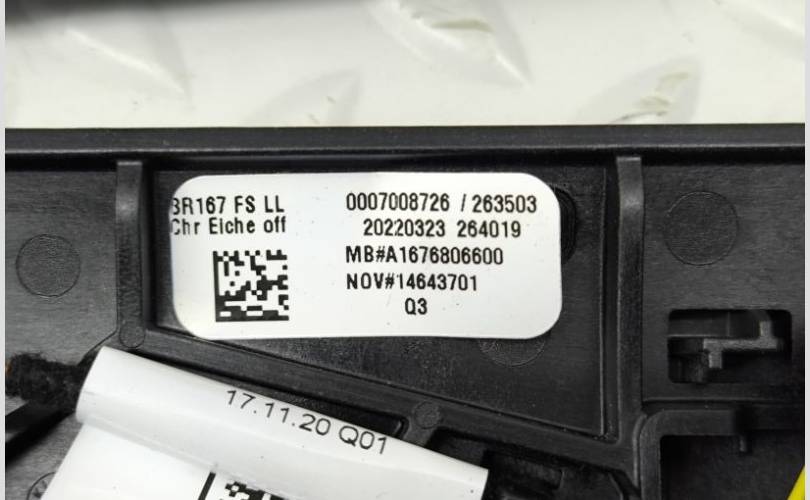 BR167 FS LL
Chr Eiche off
0007008726 / 263503
20220323 264019
MB#A1676806600
NOV#14643701
Q3
17.11.20 Q01